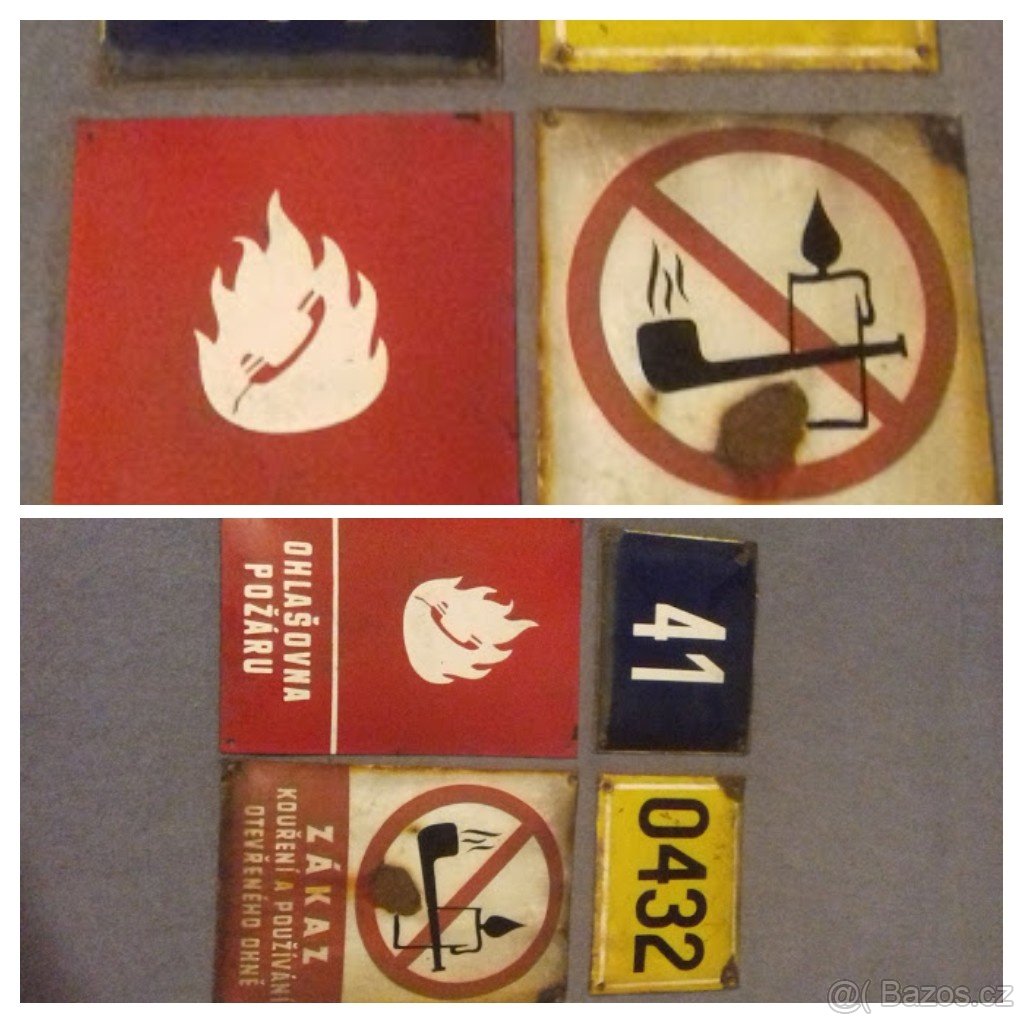 OHLAŠOVNA
POŽÁRU
41
ZÁKAZ
KOUŘENÍ A POUŽÍVÁNÍ
OTEVŘENÉHO OHNĚ
0432
@( Bazos.cz